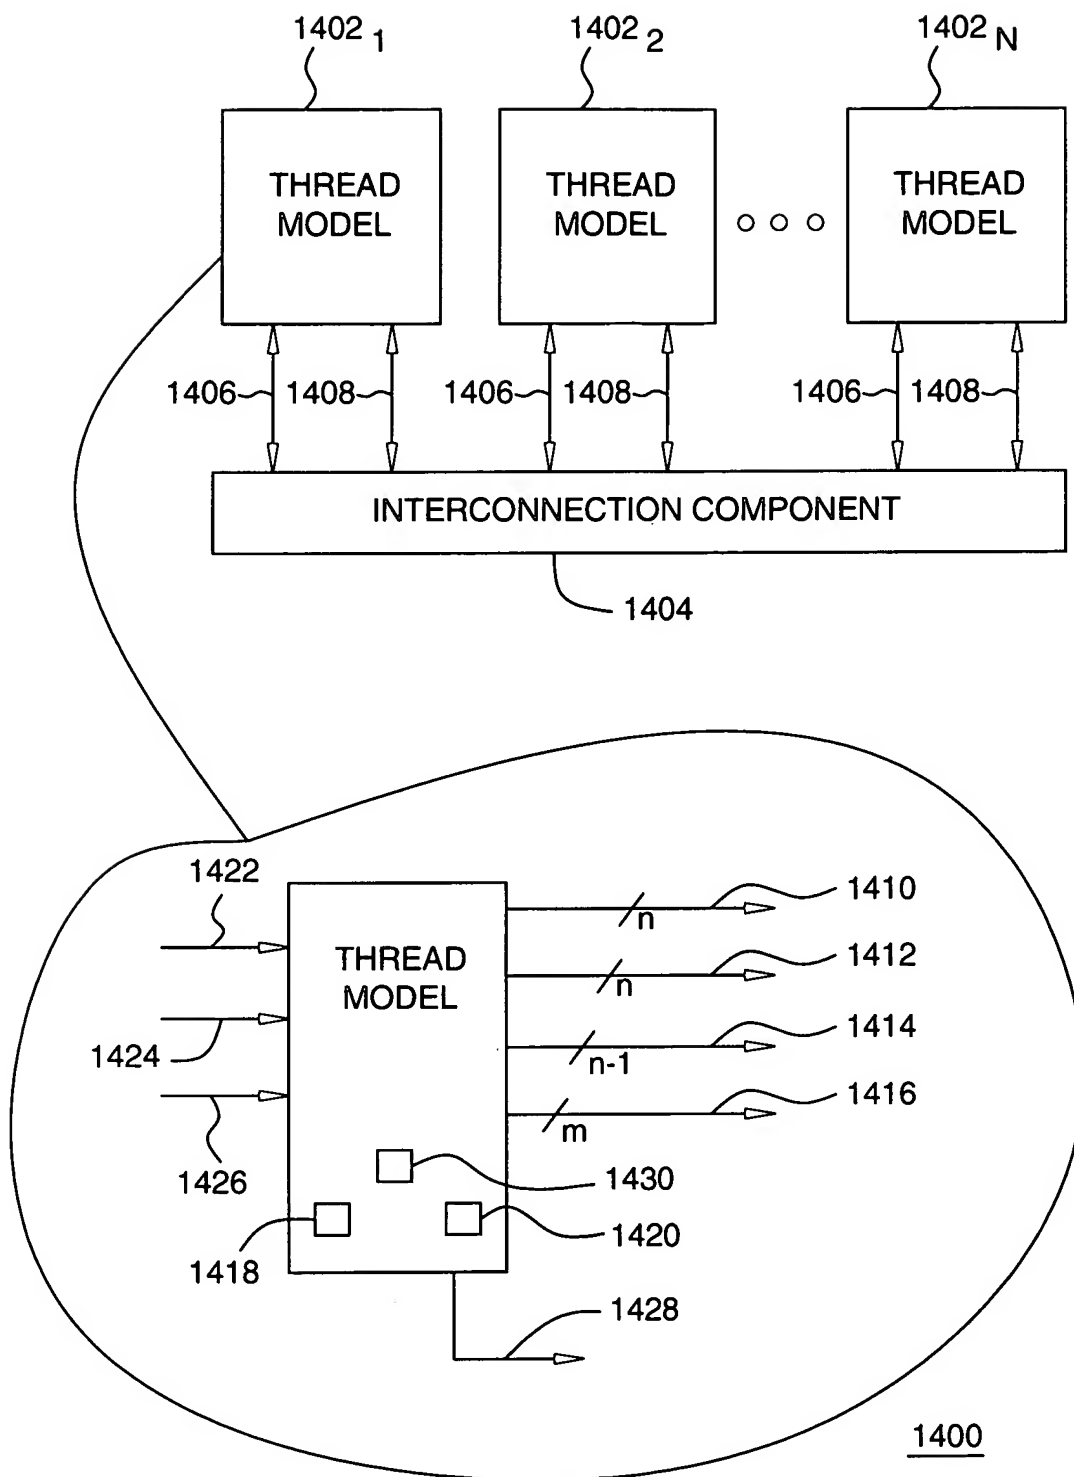 1402 1
1402 2
1402 N
THREAD
MODEL
THREAD
MODEL
THREAD
MODEL
1406
1408
1406
1408
1406
1408
INTERCONNECTION COMPONENT
1404
1422
1410
n
THREAD
MODEL
1412
n
1424
1414
n-1
1416
m
1426
1430
1418
1420
1428
1400